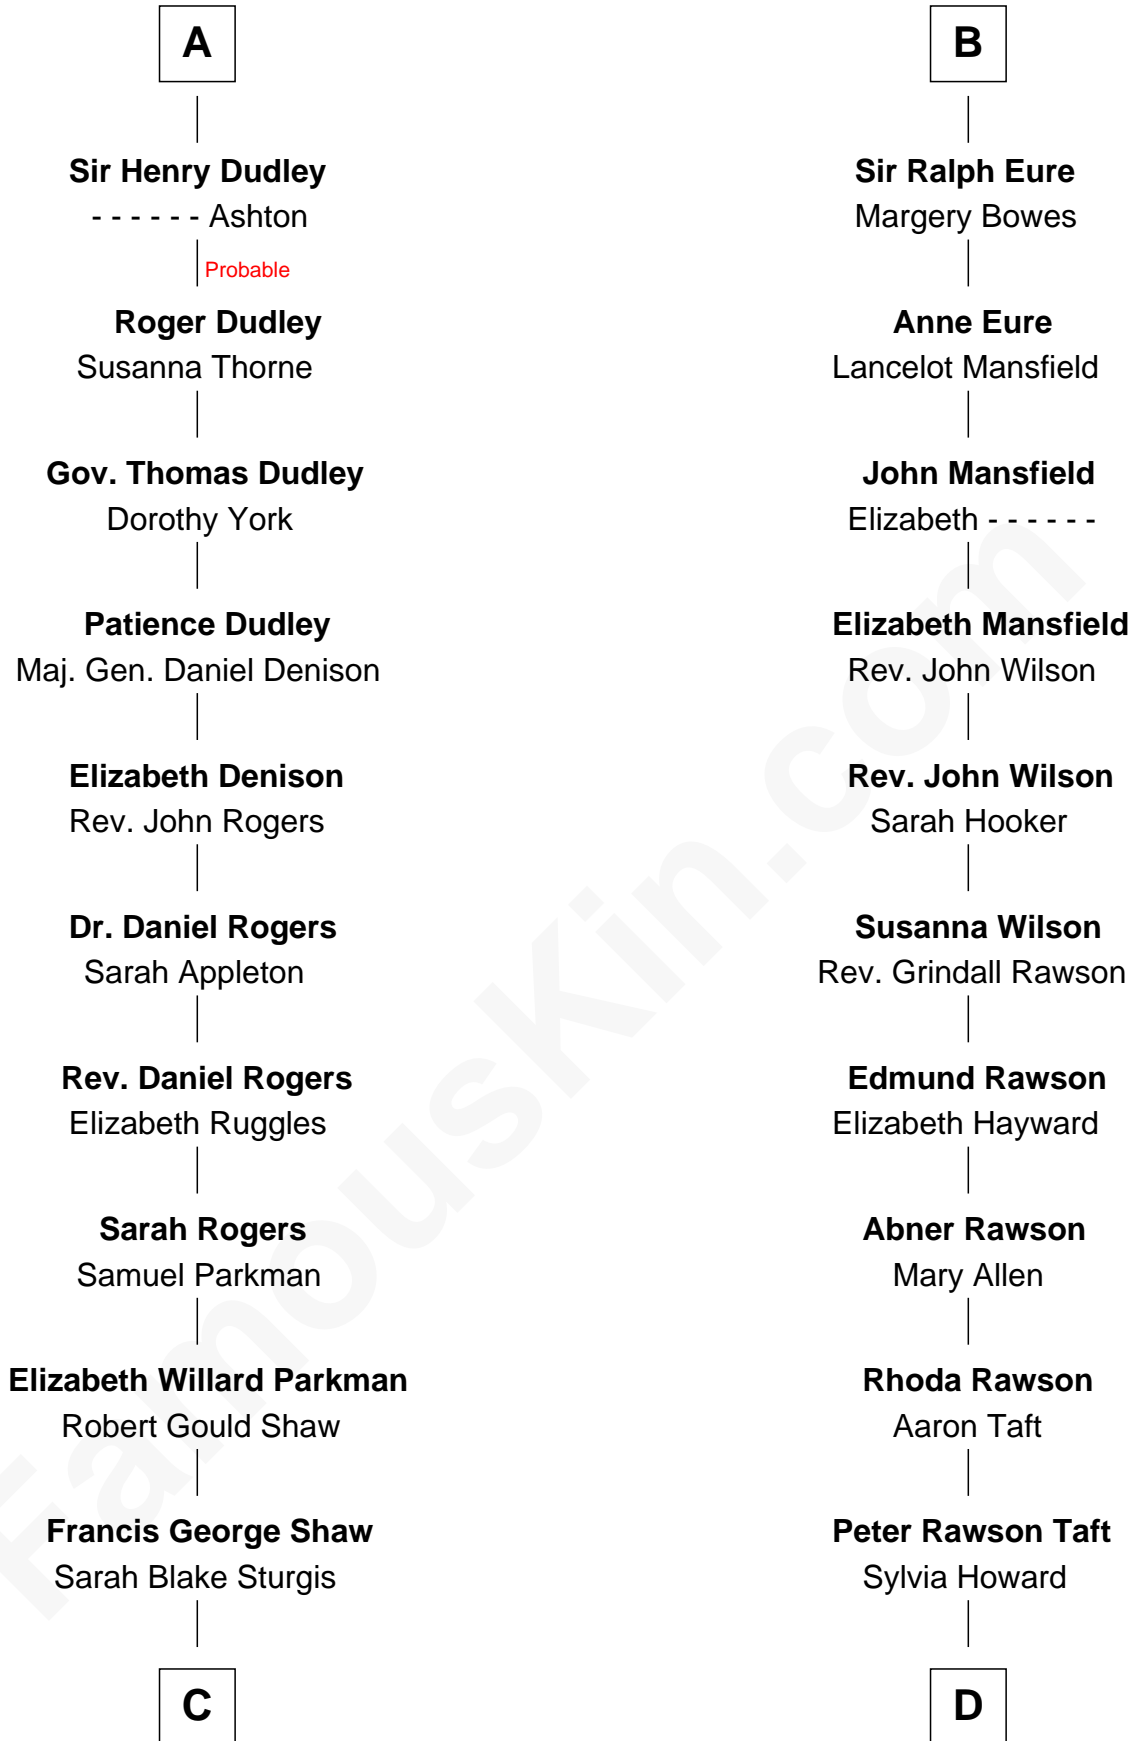 A
Sir Henry Dudley
- - - - - - Ashton
Probable
Roger Dudley
Susanna Thorne
Gov. Thomas Dudley
Dorothy York
Patience Dudley
Maj. Gen. Daniel Denison
Elizabeth Denison
Rev. John Rogers
Dr. Daniel Rogers
Sarah Appleton
Rev. Daniel Rogers
Elizabeth Ruggles
Sarah Rogers
Samuel Parkman
Elizabeth Willard Parkman
Robert Gould Shaw
Francis George Shaw
Sarah Blake Sturgis
C
B
Sir Ralph Eure
Margery Bowes
Anne Eure
Lancelot Mansfield
John Mansfield
Elizabeth - - - - - -
Elizabeth Mansfield
Rev. John Wilson
Rev. John Wilson
Sarah Hooker
Susanna Wilson
Rev. Grindall Rawson
Edmund Rawson
Elizabeth Hayward
Abner Rawson
Mary Allen
Rhoda Rawson
Aaron Taft
Peter Rawson Taft
Sylvia Howard
D
FamousKin.com